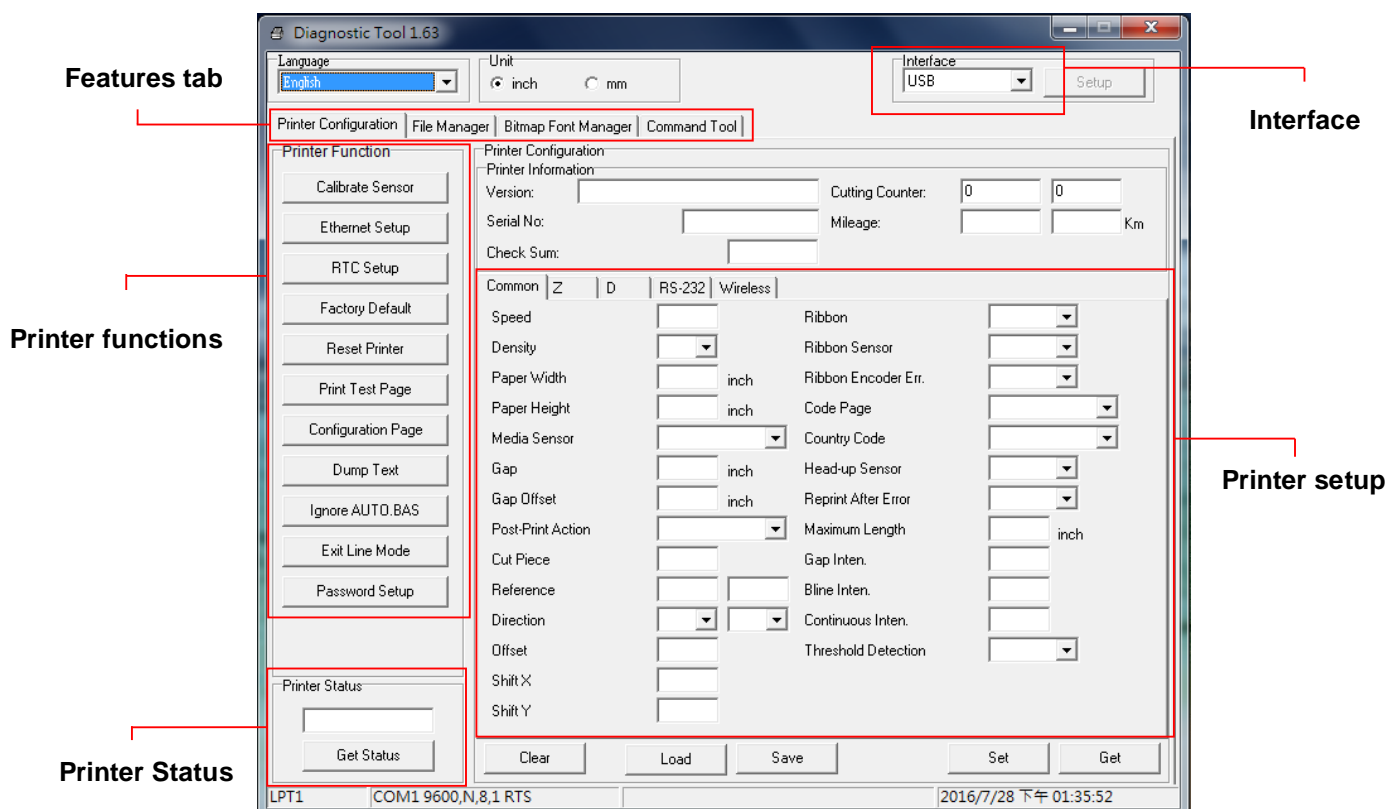 Diagnostic Tool 1.63
Features tab
Language
English
Unit
inch
mm
Interface
USB
Setup
Interface
Printer Configuration
File Manager
Bitmap Font Manager
Command Tool
Printer functions
Printer Function
Calibrate Sensor
Ethernet Setup
RTC Setup
Factory Default
Reset Printer
Print Test Page
Configuration Page
Dump Text
Ignore AUTO.BAS
Exit Line Mode
Password Setup
Printer Configuration
Printer Information
Version:
Cutting Counter: 0 0
Serial No:
Mileage: Km
Check Sum:
Printer setup
Common Z D RS-232 Wireless
Speed
Density
Paper Width inch
Paper Height inch
Media Sensor
Gap inch
Gap Offset inch
Post-Print Action
Cut Piece
Reference
Direction
Offset
Shift X
Shift Y
Ribbon
Ribbon Sensor
Ribbon Encoder Err.
Code Page
Country Code
Head-up Sensor
Reprint After Error
Maximum Length inch
Gap Inten.
Bline Inten.
Continuous Inten.
Threshold Detection
Printer Status
Printer Status
Get Status
Clear
Load
Save
Set
Get
LPT1
COM1 9600,N,8,1 RTS
2016/7/28 下午 01:35:52